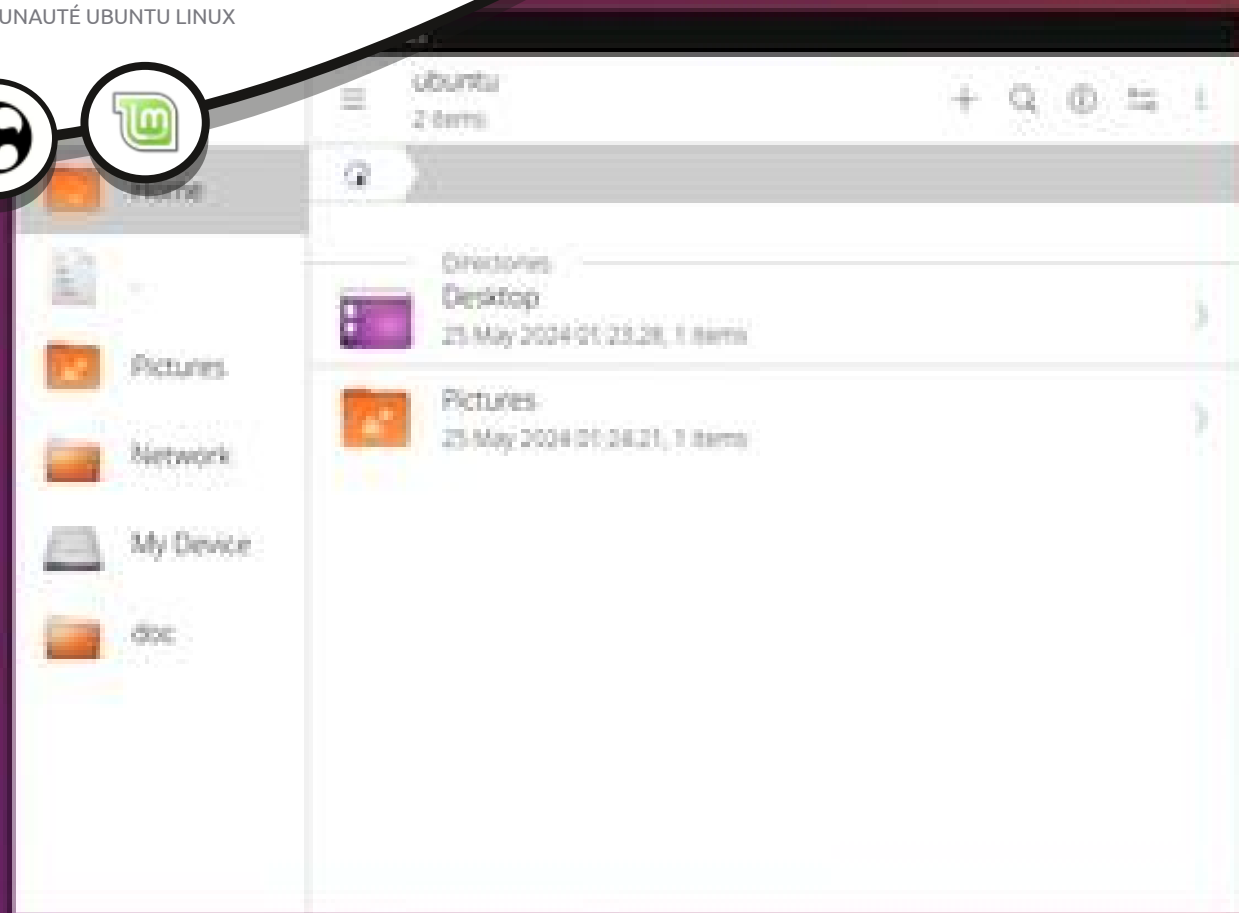 UNAUTÉ UBUNTU LINUX
ubuntu
2 items
Home
Directories
Desktop
25 May 2024 01:23:28, 1 items
Pictures
Pictures
25 May 2024 01:24:21, 1 items
Network
My Device
doc